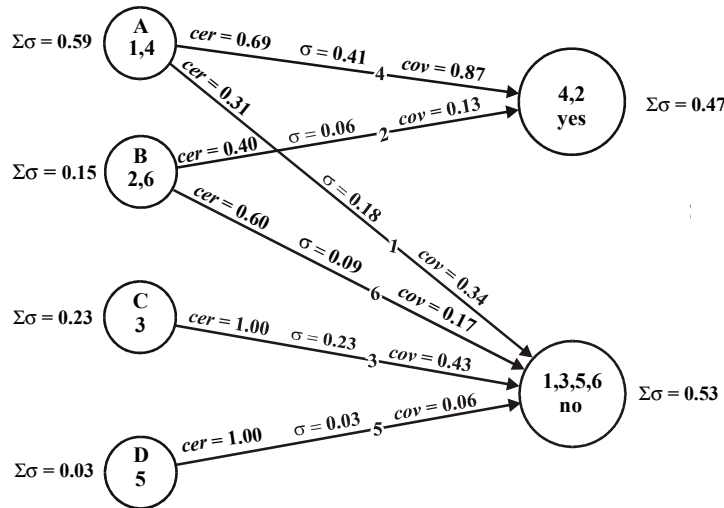 A
1,4
Σσ = 0.59
cer = 0.69 σ = 0.41 4 cov = 0.87
cer = 0.31 σ = 0.18 1 cov = 0.34
4,2
yes
Σσ = 0.47
B
2,6
Σσ = 0.15
cer = 0.40 σ = 0.06 2 cov = 0.13
cer = 0.60 σ = 0.09 6 cov = 0.17
C
3
Σσ = 0.23
cer = 1.00 σ = 0.23 3 cov = 0.43
1,3,5,6
no
Σσ = 0.53
D
5
Σσ = 0.03
cer = 1.00 σ = 0.03 5 cov = 0.06